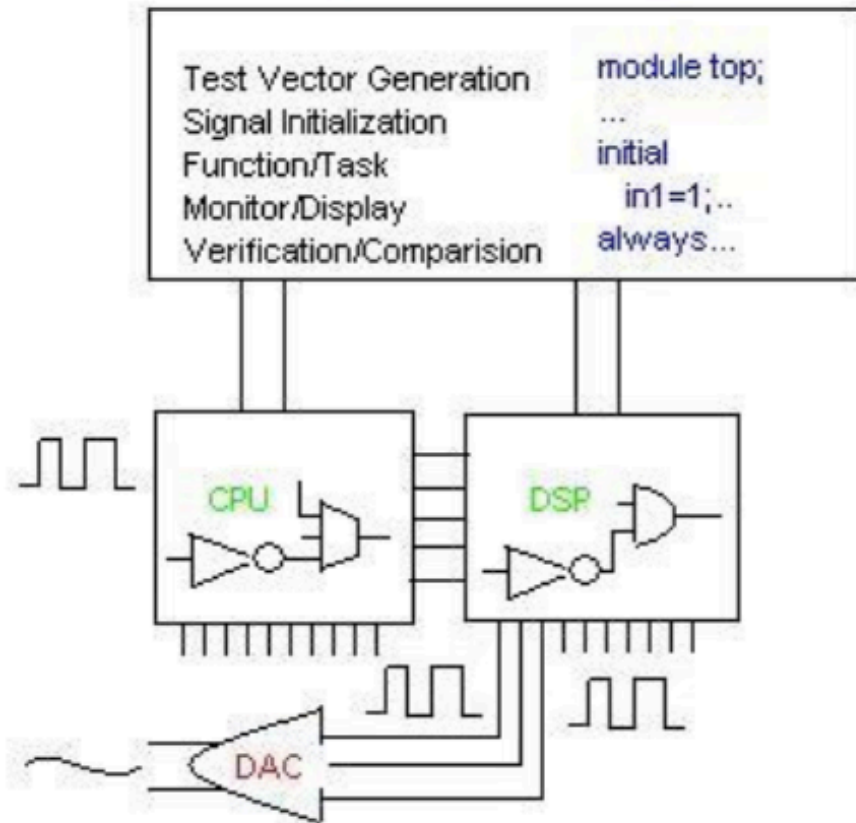 Test Vector Generation
Signal Initialization
Function/Task
Monitor/Display
Verification/Comparision
module top;
...
initial
in1=1;..
always...
CPU
DSP
DAC